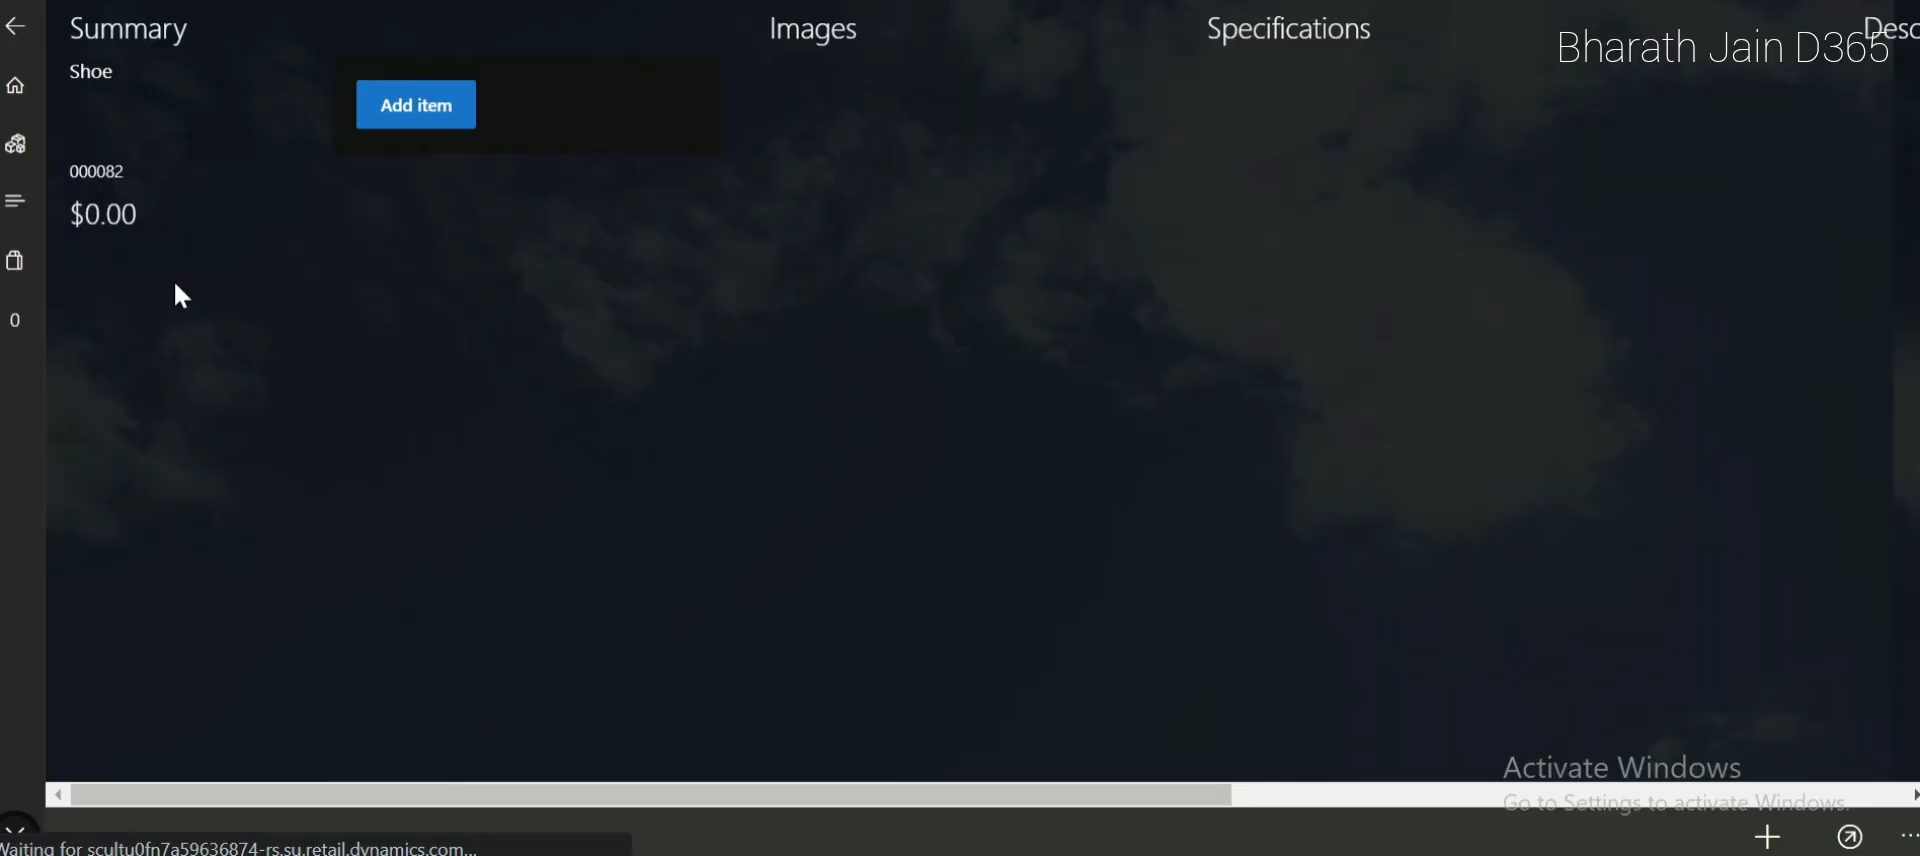 Summary
Images
Specifications
Desc
Bharath Jain D365
Shoe
Add item
000082
$0.00
0
Activate Windows
Go to Settings to activate Windows.
Waiting for scultu0fn7a59636874-rs.su.retail.dynamics.com...